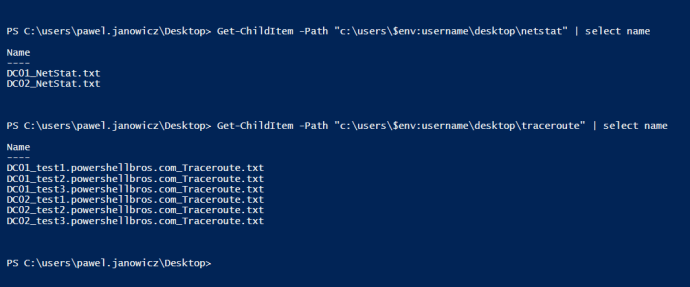 PS C:\users\pawel.janowicz\Desktop> Get-ChildItem -Path "c:\users\$env:username\desktop\netstat" | select name
Name
----
DC01_NetStat.txt
DC02_NetStat.txt
PS C:\users\pawel.janowicz\Desktop> Get-ChildItem -Path "c:\users\$env:username\desktop\traceroute" | select name
Name
----
DC01_test1.powershellbros.com_Traceroute.txt
DC01_test2.powershellbros.com_Traceroute.txt
DC01_test3.powershellbros.com_Traceroute.txt
DC02_test1.powershellbros.com_Traceroute.txt
DC02_test2.powershellbros.com_Traceroute.txt
DC02_test3.powershellbros.com_Traceroute.txt
PS C:\users\pawel.janowicz\Desktop>